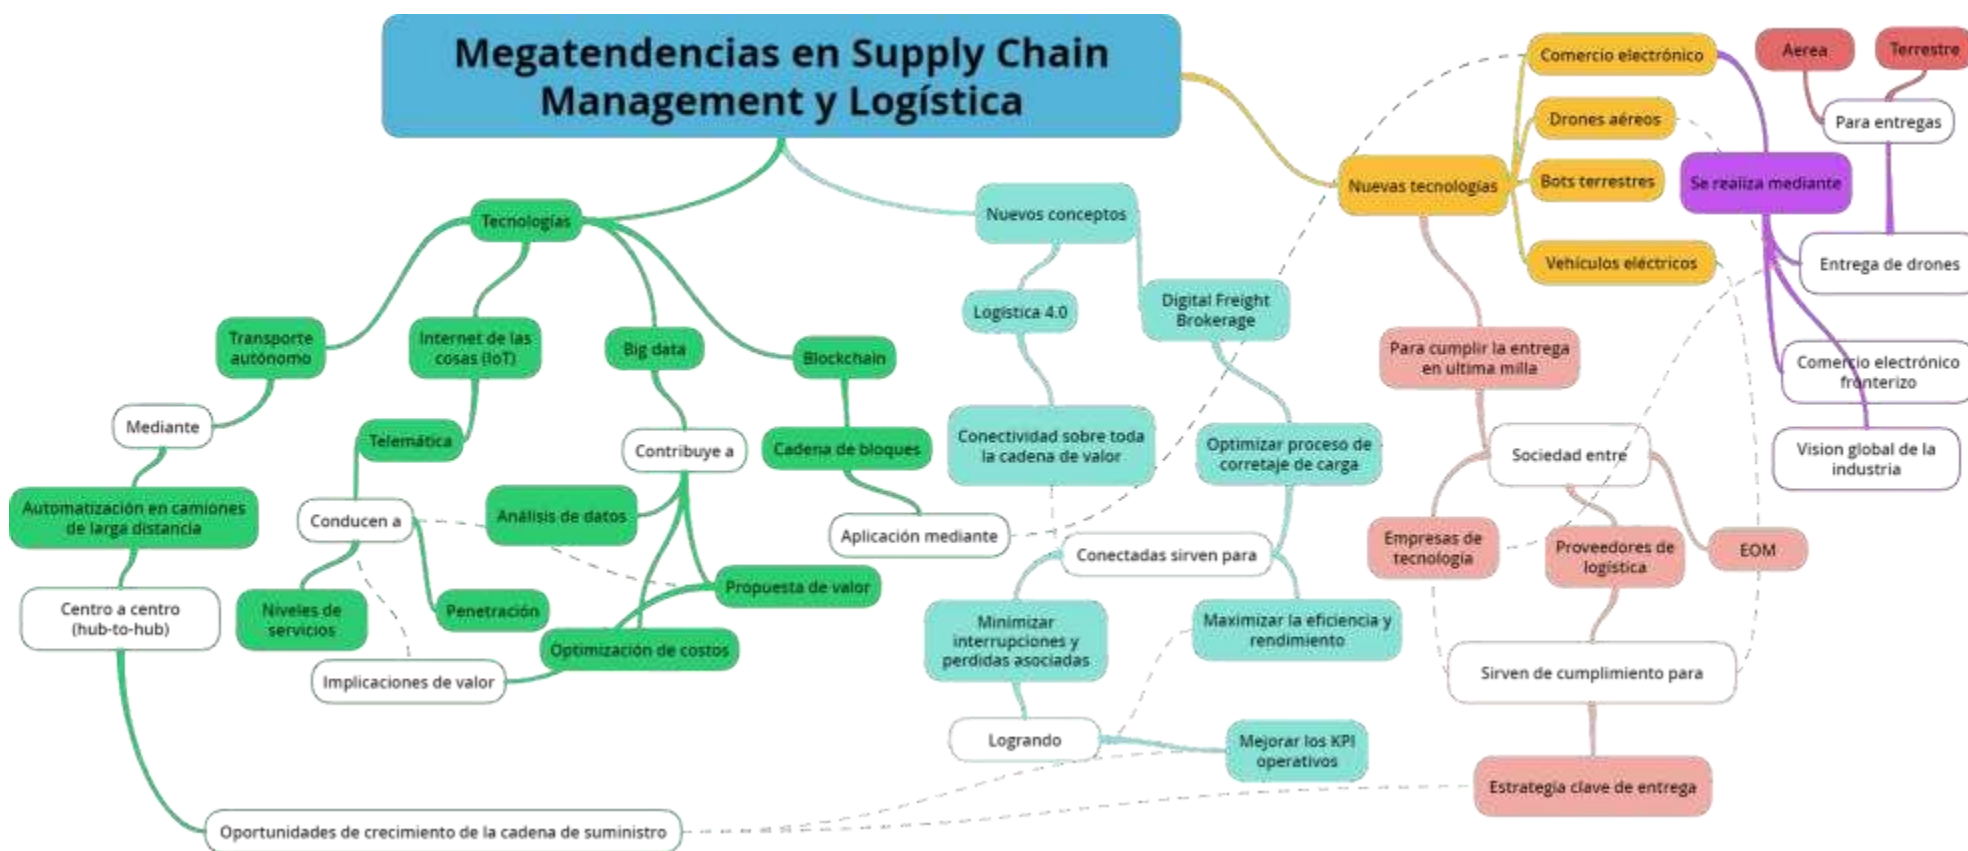 Megatendencias en Supply Chain
Management y Logística
Comercio electrónico
Aerea
Terrestre
Drones aéreos
Para entregas
Nuevas tecnologías
Bots terrestres
Se realiza mediante
Vehículos eléctricos
Entrega de drones
Comercio electrónico
fronterizo
Vision global de la
industria
Tecnologías
Nuevos conceptos
Transporte
autónomo
Internet de las
cosas (IoT)
Big data
Blockchain
Logística 4.0
Digital Freight
Brokerage
Para cumplir la entrega
en ultima milla
Mediante
Telemática
Contribuye a
Cadena de bloques
Conectividad sobre toda
la cadena de valor
Optimizar proceso de
corretaje de carga
Sociedad entre
Automatización en camiones
de larga distancia
Conducen a
Análisis de datos
Aplicación mediante
Conectadas sirven para
Empresas de
tecnología
Proveedores de
logística
EOM
Centro a centro
(hub-to-hub)
Niveles de
servicios
Penetración
Propuesta de valor
Optimización de costos
Implicaciones de valor
Minimizar
interrupciones y
perdidas asociadas
Maximizar la eficiencia y
rendimiento
Sirven de cumplimiento para
Logrando
Mejorar los KPI
operativos
Estrategia clave de entrega
Oportunidades de crecimiento de la cadena de suministro